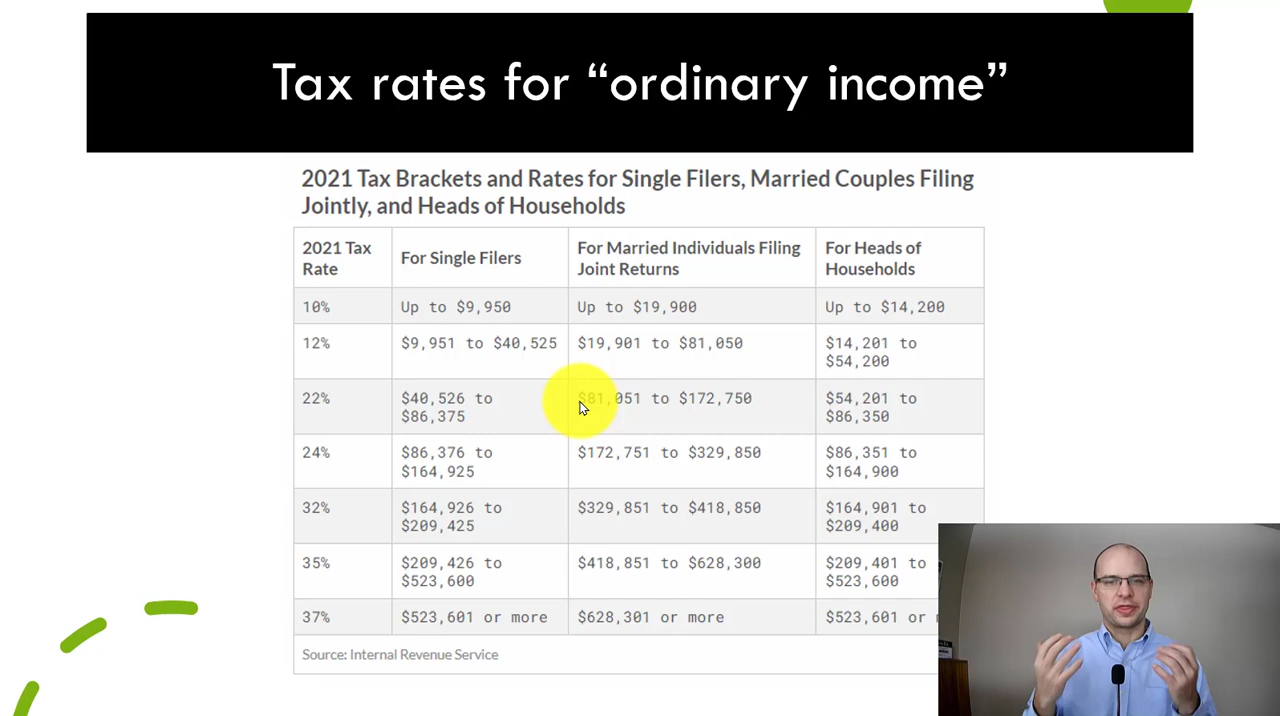 Tax rates for “ordinary income”
2021 Tax Brackets and Rates for Single Filers, Married Couples Filing
Jointly, and Heads of Households
2021 Tax
Rate
For Single Filers
For Married Individuals Filing
Joint Returns
For Heads of
Households
10%
Up to $9,950
Up to $19,900
Up to $14,200
12%
$9,951 to $40,525
$19,901 to $81,050
$14,201 to
$54,200
22%
$40,526 to
$86,375
$81,051 to $172,750
$54,201 to
$86,350
24%
$86,376 to
$164,925
$172,751 to $329,850
$86,351 to
$164,900
32%
$164,926 to
$209,425
$329,851 to $418,850
$164,901 to
$209,400
35%
$209,426 to
$523,600
$418,851 to $628,300
$209,401 to
$523,600
37%
$523,601 or more
$628,301 or more
$523,601 or
Source: Internal Revenue Service